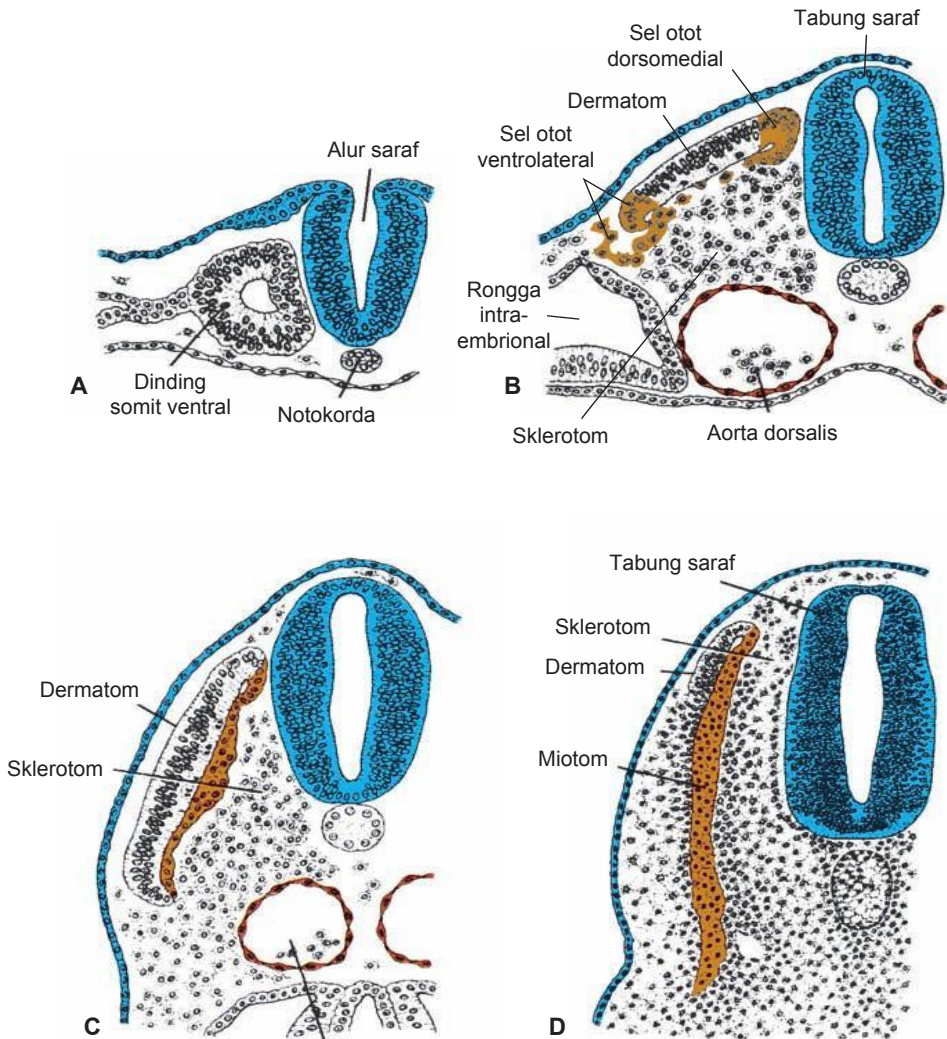 Alur saraf
A
Dinding
somit ventral
Notokorda
Tabung saraf
Sel otot
dorsomedial
Dermatom
Sel otot
ventrolateral
Rongga
intra-
embrional
B
Sklerotom
Aorta dorsalis
Dermatom
Sklerotom
C
Tabung saraf
Sklerotom
Dermatom
Miotom
D